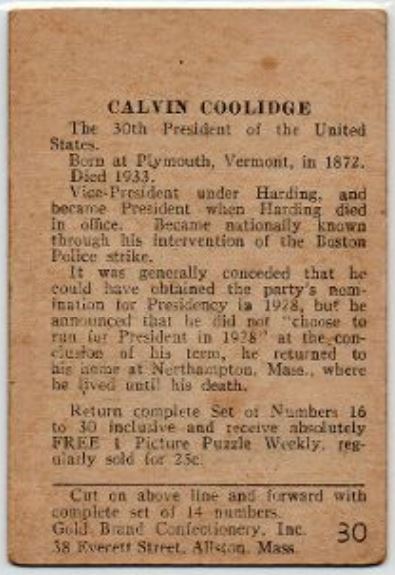 CALVIN COOLIDGE
The 30th President of the United
States.
Born at Plymouth, Vermont, in 1872.
Died 1933.
Vice-President under Harding, and
became President when Harding died
in office. Became nationally known
through his intervention of the Boston
Police strike.
It was generally conceded that he
could have obtained the party's nom-
ination for Presidency in 1928, but he
announced that he did not "choose to
run for President in 1928" at the con-
clusion of his term, he returned to
his home at Northampton, Mass., where
he lived until his death.
Return complete Set of Numbers 16
to 30 inclusive and receive absolutely
FREE 1 Picture Puzzle Weekly, reg-
ularly sold for 25c.
Cut on above line and forward with
complete set of 14 numbers.
Gold Brand Confectionery, Inc.
38 Everett Street, Allston, Mass.
30